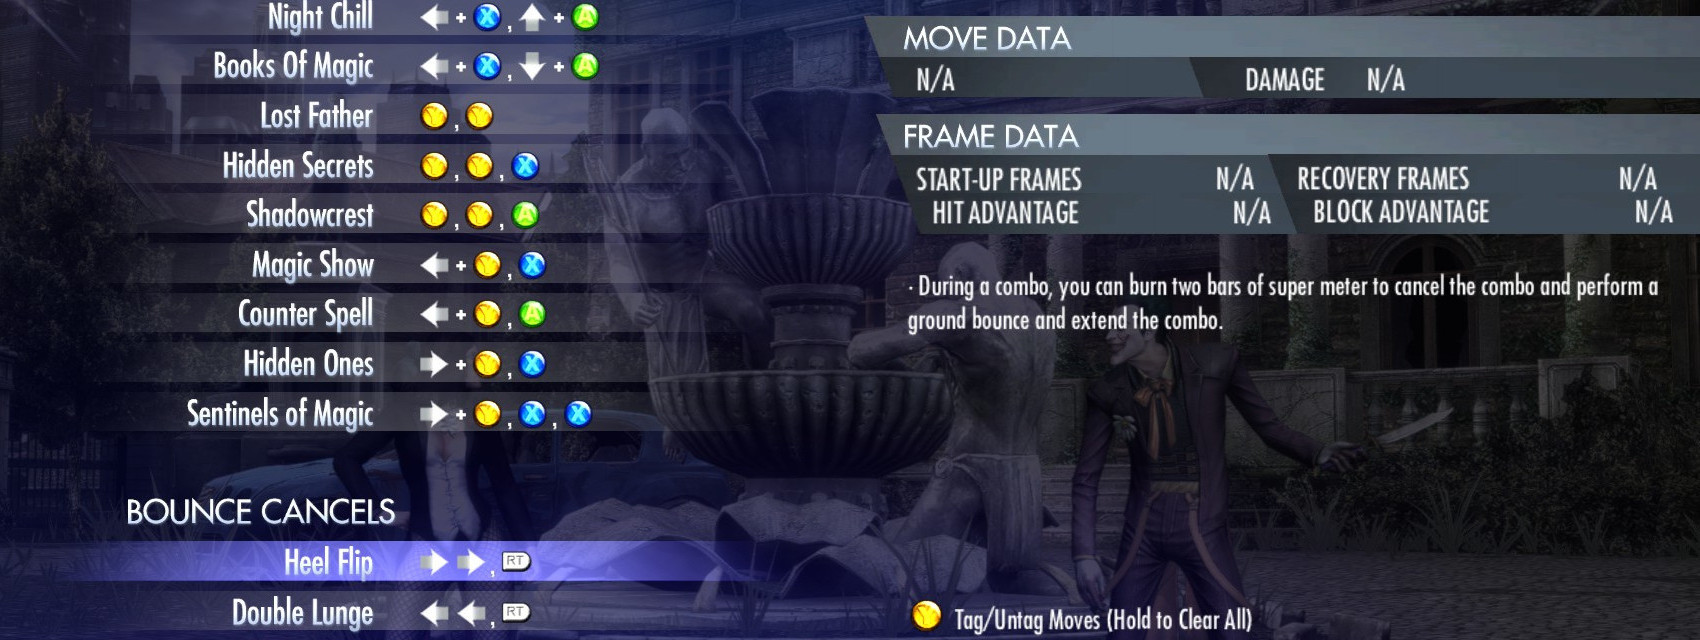 Night Chill + X , + A
Books Of Magic + X , + A
Lost Father Y , Y
Hidden Secrets Y , Y , X
Shadowcrest Y , Y , A
Magic Show + Y , X
Counter Spell + Y , A
Hidden Ones + Y , X
Sentinels of Magic + Y , X , X
BOUNCE CANCELS
Heel Flip , RT
Double Lunge , RT
MOVE DATA
N/A DAMAGE N/A
FRAME DATA
START-UP FRAMES N/A RECOVERY FRAMES N/A
HIT ADVANTAGE N/A BLOCK ADVANTAGE N/A
· During a combo, you can burn two bars of super meter to cancel the combo and perform a
ground bounce and extend the combo.
Y Tag/Untag Moves (Hold to Clear All)